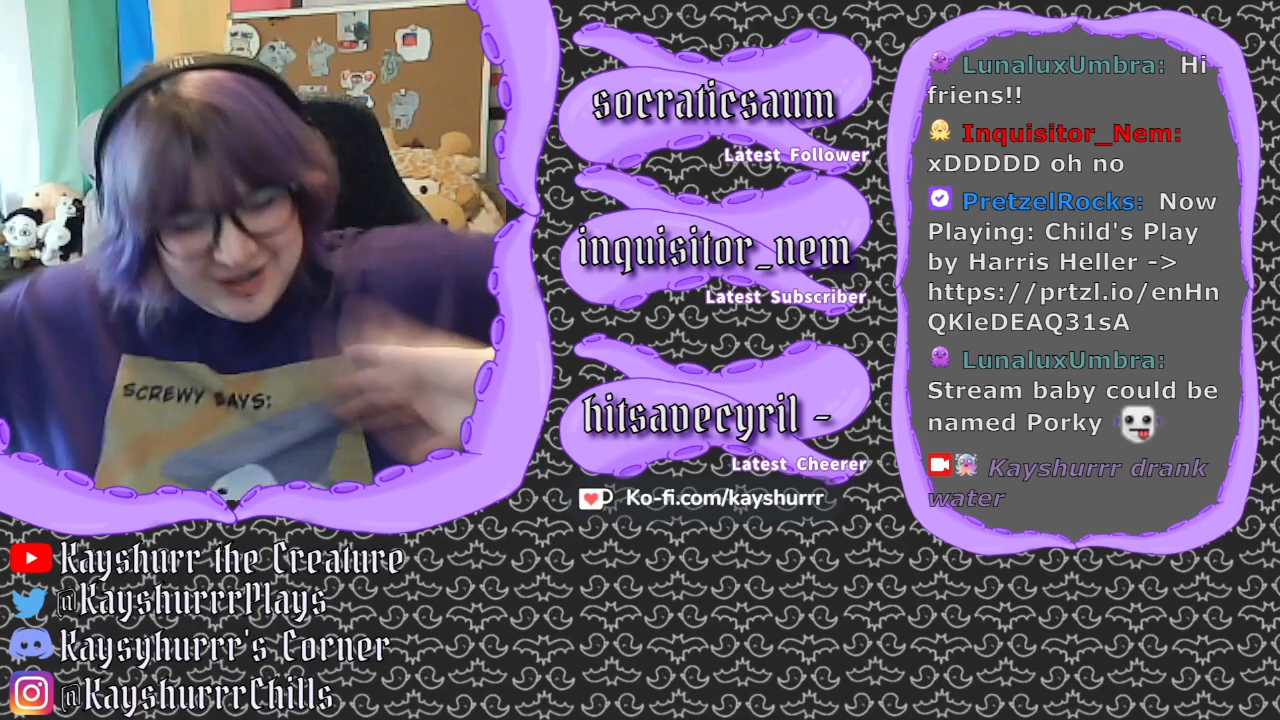 SCREWY SAYS:
socraticsaum
Latest Follower
inquisitor_nem
Latest Subscriber
hitsavecyril -
Latest Cheerer
Ko-fi.com/kayshurrr
LunaluxUmbra: Hi
friens!!
Inquisitor_Nem:
xDDDDD oh no
PretzelRocks: Now
Playing: Child's Play
by Harris Heller ->
https://prtzl.io/enHn
QKleDEAQ31sA
LunaluxUmbra:
Stream baby could be
named Porky
Kayshurrr drank
water
Kayshurr the Creature
@KayshurrrPlays
Kaysyhurrr's Corner
@KayshurrrChills